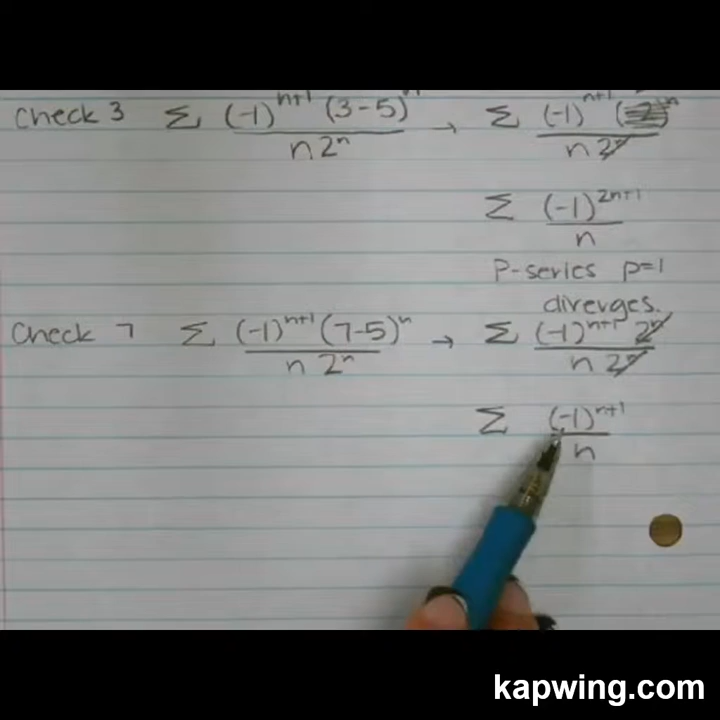 Check 3 Σ (-1)^{n+1} (3-5)^n / n 2^n → Σ (-1)^{n+1} ( )^n / n 2^n
Σ (-1)^{2n+1} / n
P-series p=1
diverges.
Check 7 Σ (-1)^{n+1} (7-5)^n / n 2^n → Σ (-1)^{n+1} 2^n / n 2^n
Σ (-1)^{n+1} / n
kapwing.com